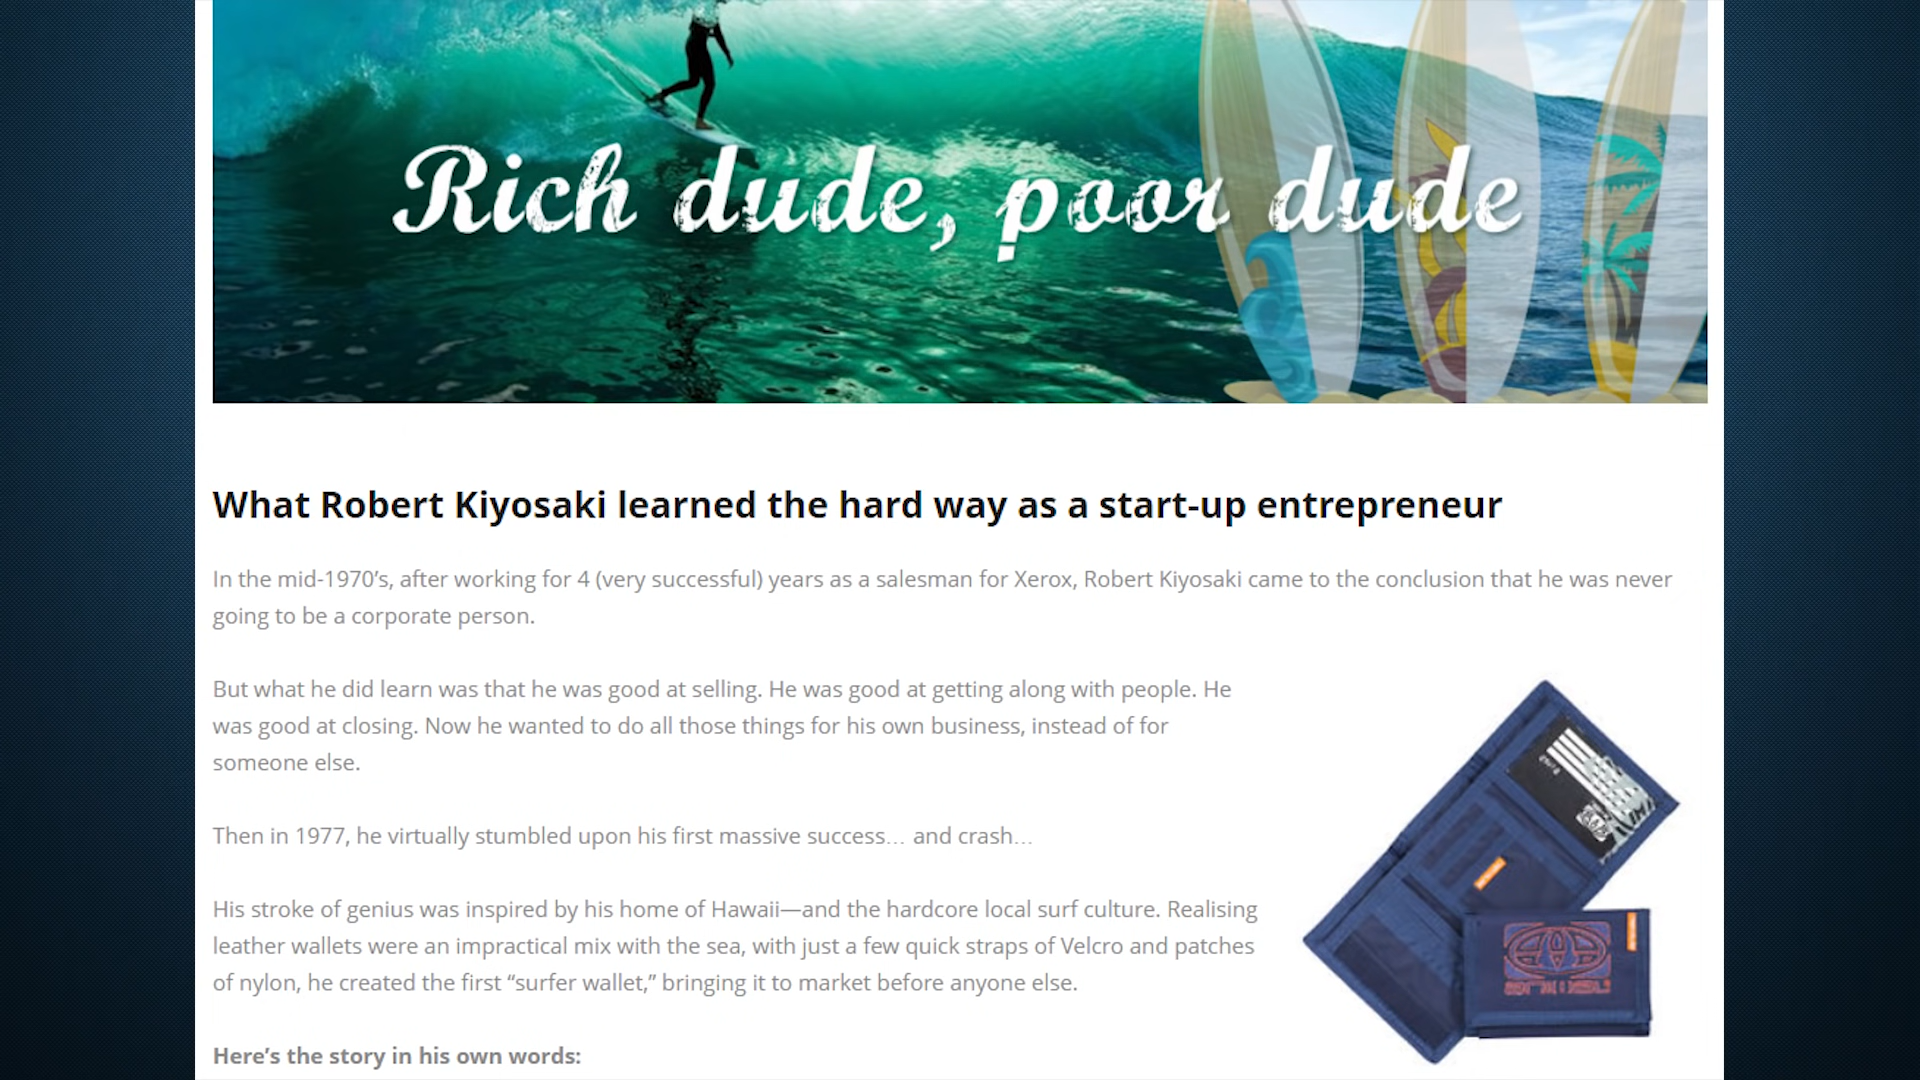 Rich dude, poor dude
What Robert Kiyosaki learned the hard way as a start-up entrepreneur
In the mid-1970’s, after working for 4 (very successful) years as a salesman for Xerox, Robert Kiyosaki came to the conclusion that he was never
going to be a corporate person.
But what he did learn was that he was good at selling. He was good at getting along with people. He
was good at closing. Now he wanted to do all those things for his own business, instead of for
someone else.
Then in 1977, he virtually stumbled upon his first massive success… and crash…
His stroke of genius was inspired by his home of Hawaii—and the hardcore local surf culture. Realising
leather wallets were an impractical mix with the sea, with just a few quick straps of Velcro and patches
of nylon, he created the first “surfer wallet,” bringing it to market before anyone else.
Here’s the story in his own words: